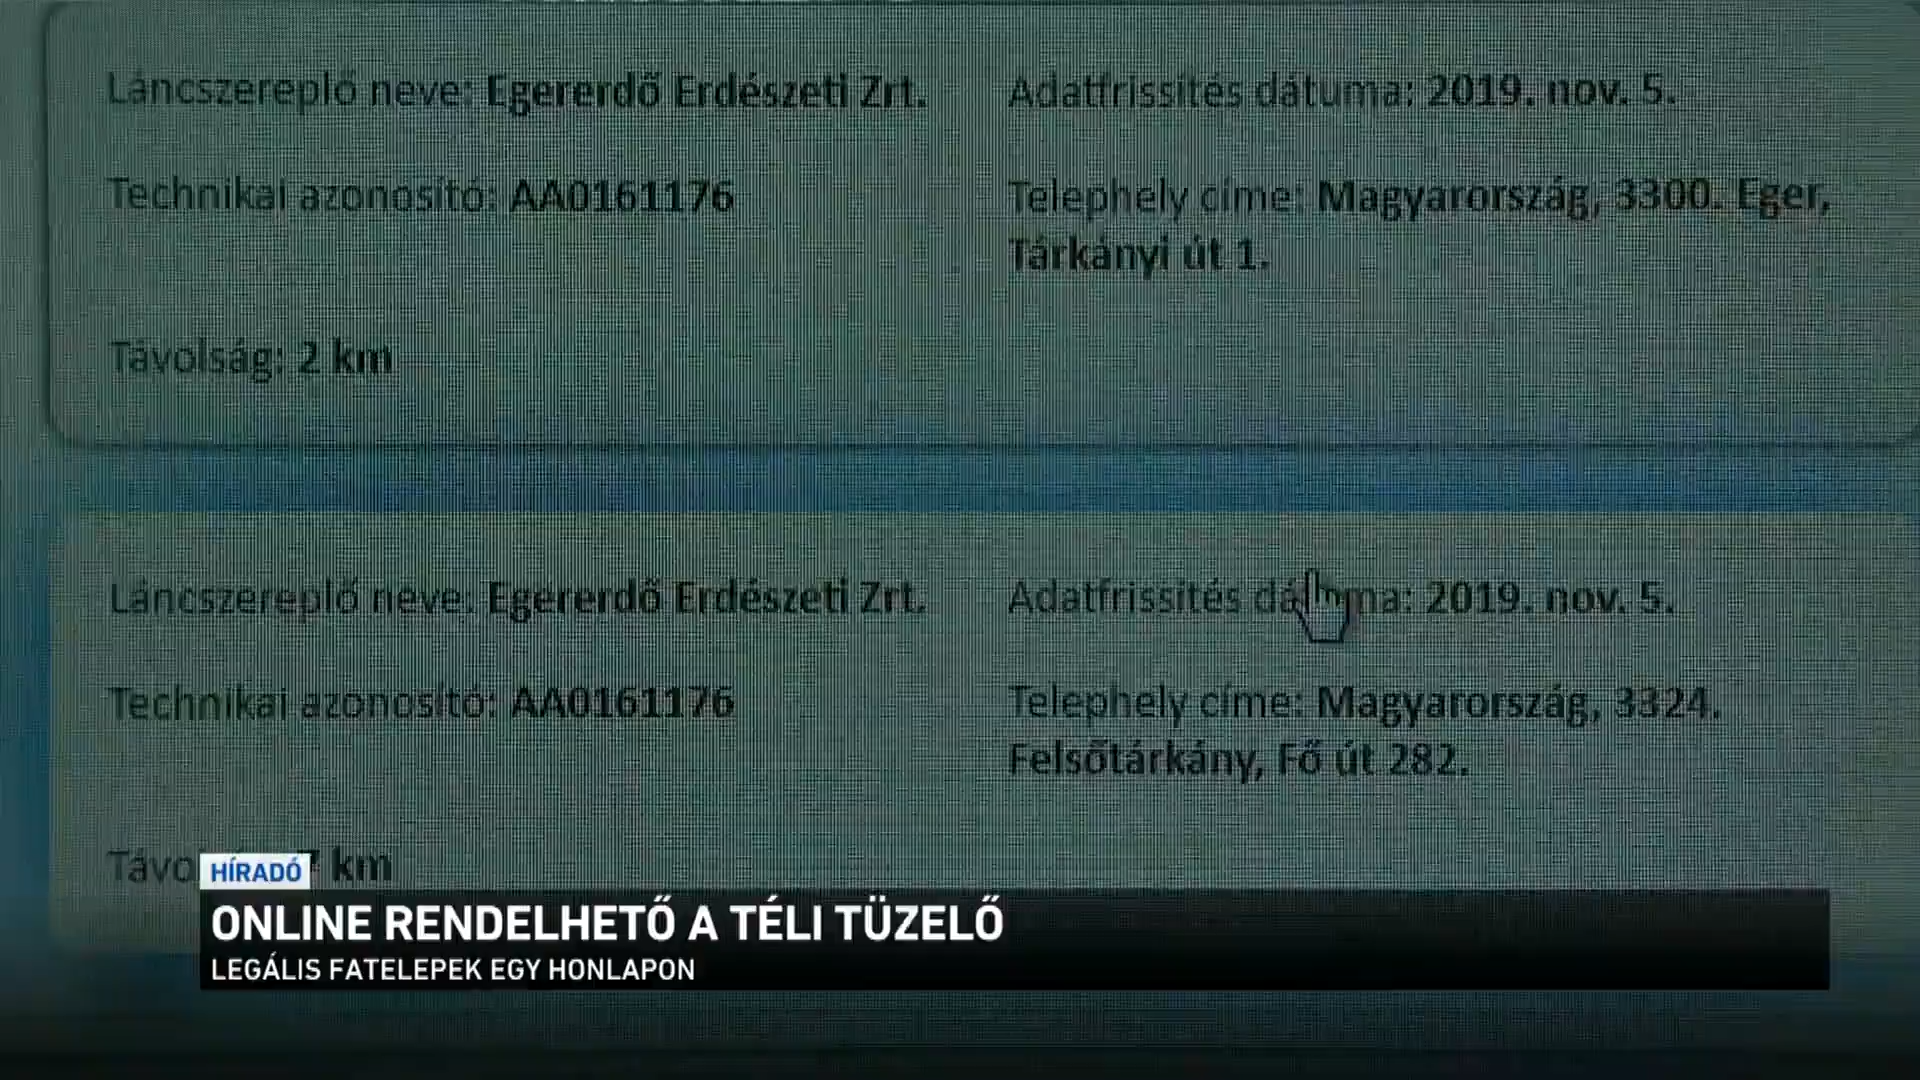 Láncszereplő neve: Egererdő Erdészeti Zrt.
Adatfrissítés dátuma: 2019. nov. 5.
Technikai azonosító: AA0161176
Telephely címe: Magyarország, 3300. Eger,
Tárkányi út 1.
Távolság: 2 km
Láncszereplő neve: Egererdő Erdészeti Zrt.
Adatfrissítés dátuma: 2019. nov. 5.
Technikai azonosító: AA0161176
Telephely címe: Magyarország, 3324.
Felsőtárkány, Fő út 282.
km
HÍRADÓ
ONLINE RENDELHETŐ A TÉLI TÜZELŐ
LEGÁLIS FATELEPEK EGY HONLAPON